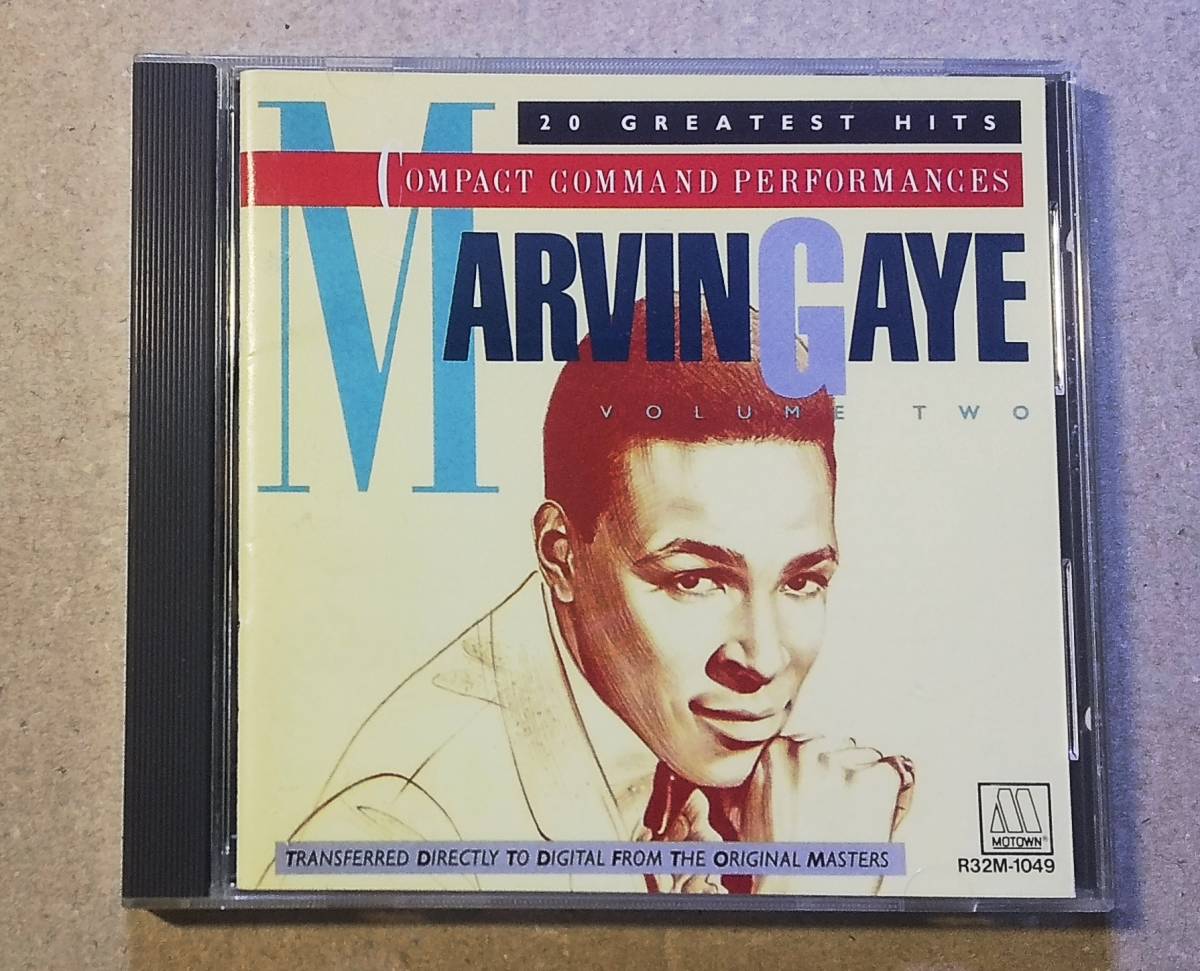 20 GREATEST HITS
COMPACT COMMAND PERFORMANCES
MARVIN GAYE
VOLUME TWO
TRANSFERRED DIRECTLY TO DIGITAL FROM THE ORIGINAL MASTERS
MOTOWN®
R32M-1049